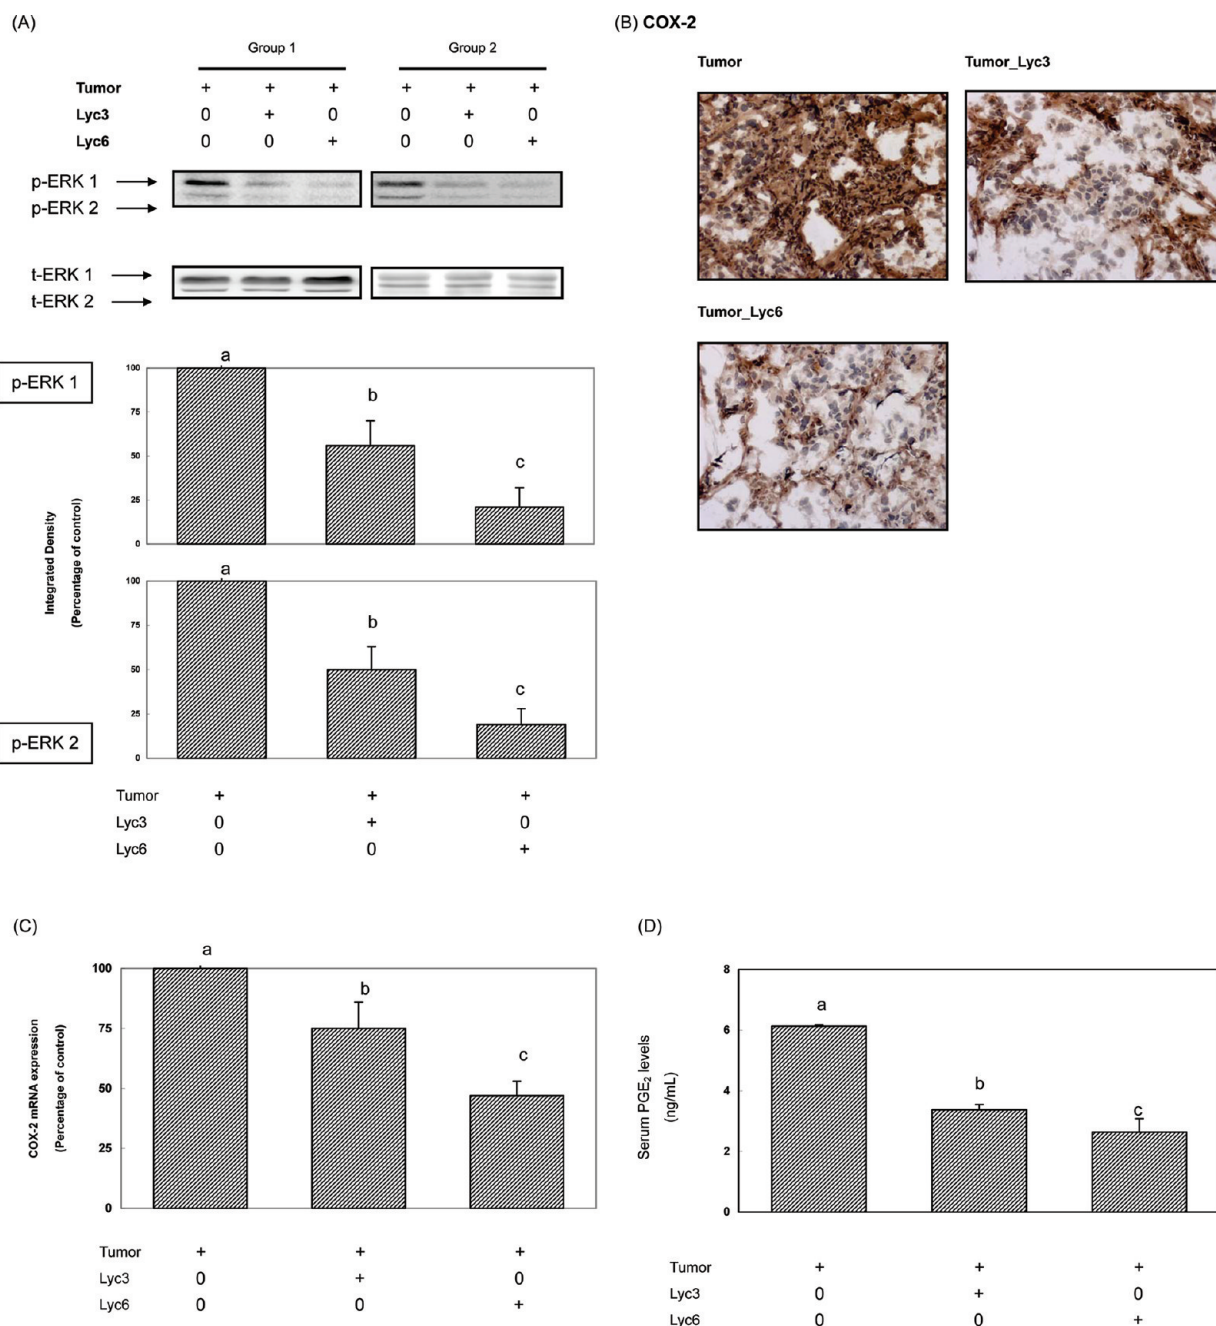 (A)
Group 1 Group 2
Tumor + + + + + +
Lyc3 0 + 0 0 + 0
Lyc6 0 0 + 0 0 +
p-ERK 1
p-ERK 2
t-ERK 1
t-ERK 2
p-ERK 1
100
75
50
25
0
a
b
c
Integrated Density
(Percentage of control)
100
75
50
25
0
a
b
c
p-ERK 2
Tumor + + +
Lyc3 0 + 0
Lyc6 0 0 +
(B) COX-2
Tumor Tumor_Lyc3
Tumor_Lyc6
(C)
COX-2 mRNA expression
(Percentage of control)
100
75
50
25
0
a
b
c
Tumor + + +
Lyc3 0 + 0
Lyc6 0 0 +
(D)
Serum PGE₂ levels
(ng/mL)
8
6
4
2
0
a
b
c
Tumor + + +
Lyc3 0 + 0
Lyc6 0 0 +